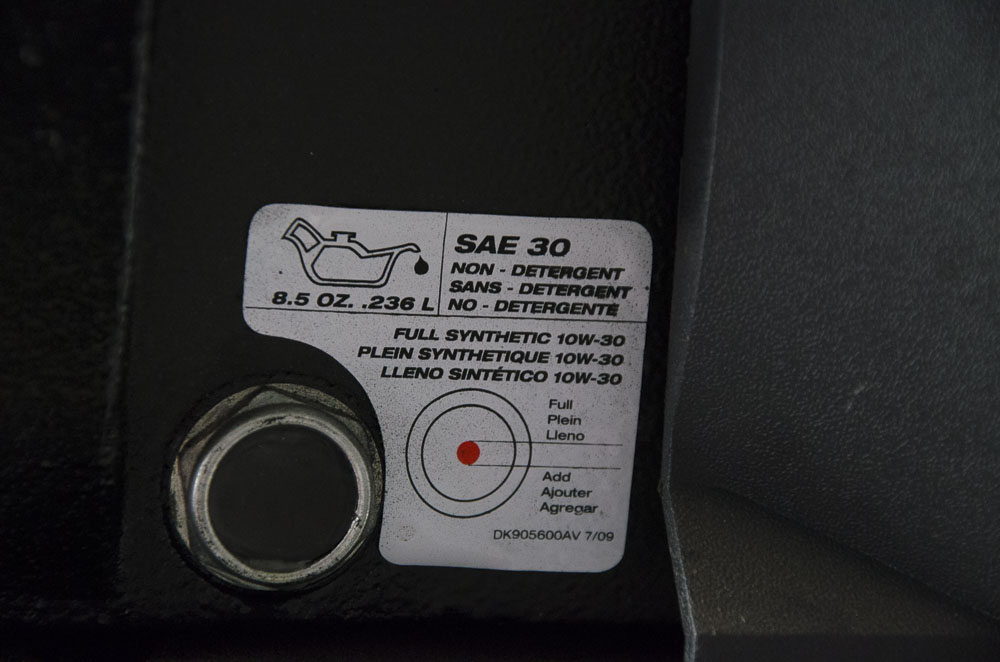 8.5 OZ. .236 L
SAE 30
NON - DETERGENT
SANS - DETERGENT
NO - DETERGENTE
FULL SYNTHETIC 10W-30
PLEIN SYNTHETIQUE 10W-30
LLENO SINTÉTICO 10W-30
Full
Plein
Lleno
Add
Ajouter
Agregar
DK905600AV 7/09